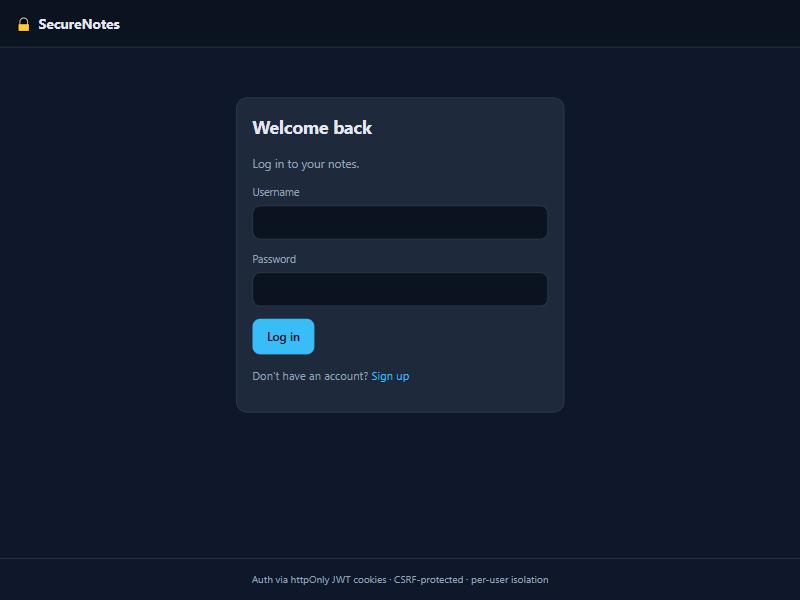 SecureNotes
Welcome back
Log in to your notes.
Username
Password
Log in
Don't have an account? Sign up
Auth via httpOnly JWT cookies · CSRF-protected · per-user isolation